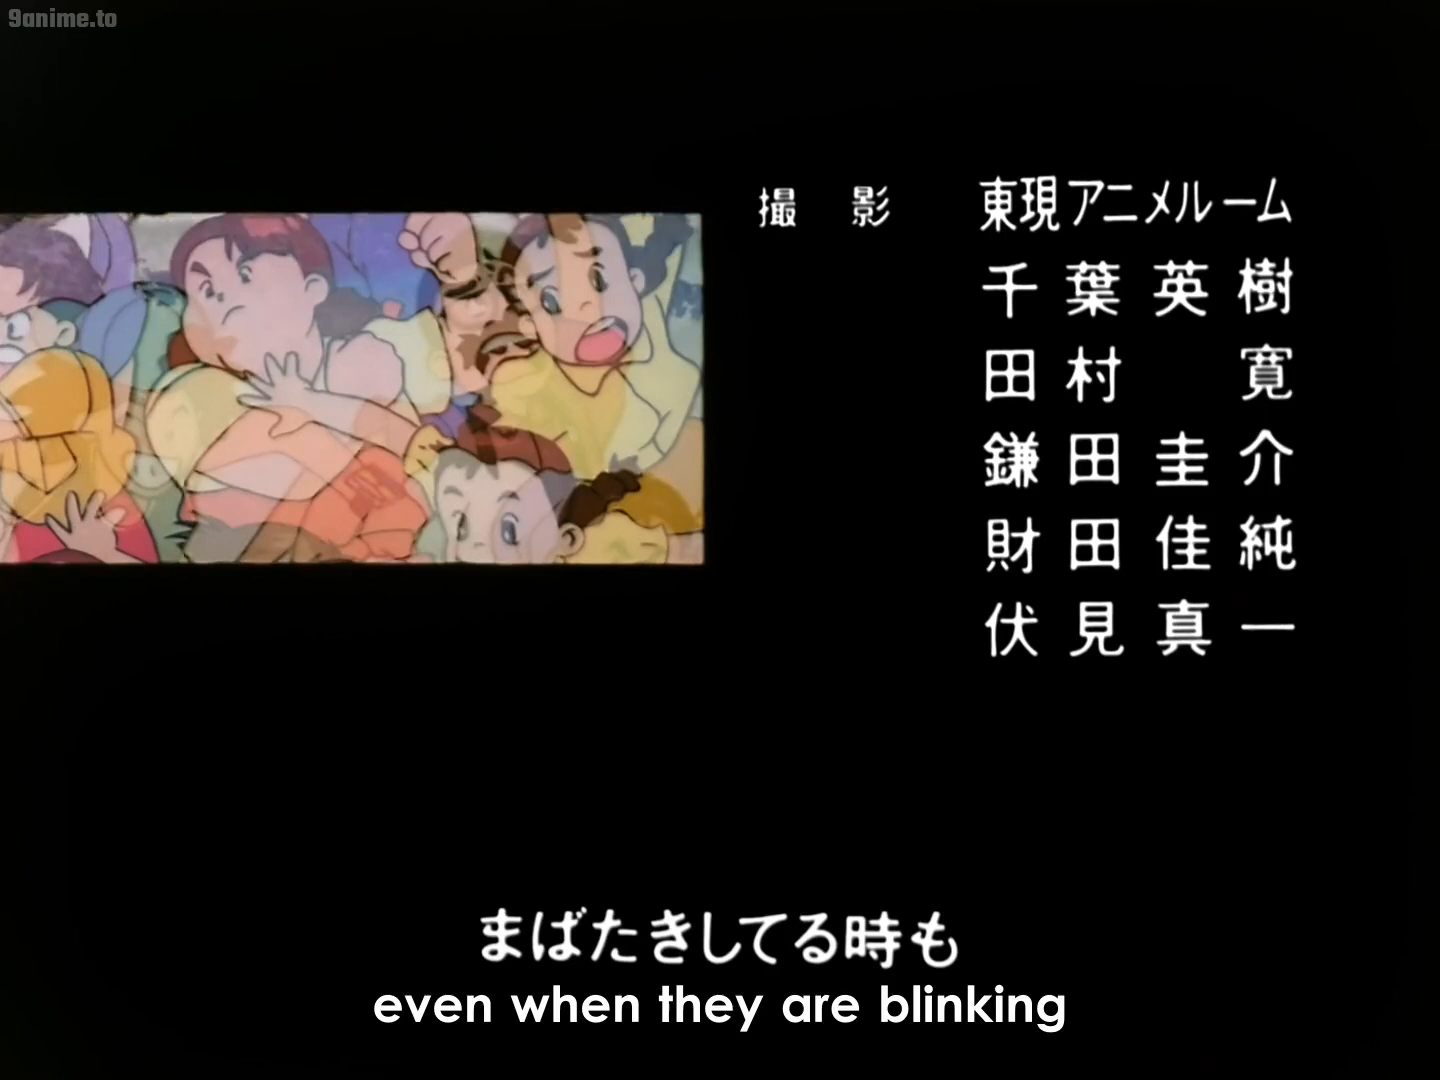 9anime.to
撮影 東現アニメルーム
千葉英樹
田村 寛
鎌田圭介
財田佳純
伏見真一
まばたきしてる時も
even when they are blinking